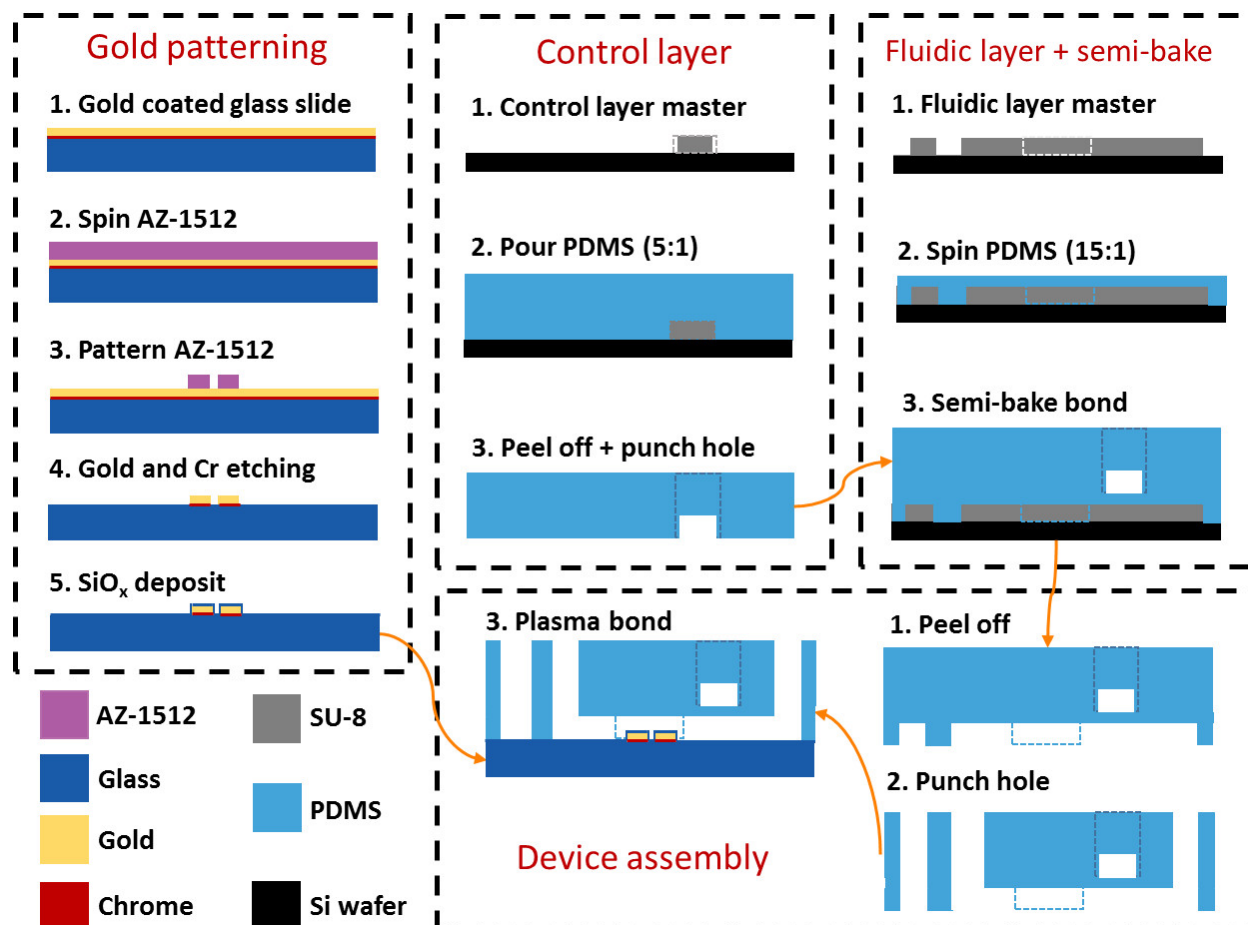 Gold patterning
1. Gold coated glass slide
2. Spin AZ-1512
3. Pattern AZ-1512
4. Gold and Cr etching
5. SiOₓ deposit
Control layer
1. Control layer master
2. Pour PDMS (5:1)
3. Peel off + punch hole
Fluidic layer + semi-bake
1. Fluidic layer master
2. Spin PDMS (15:1)
3. Semi-bake bond
1. Peel off
2. Punch hole
3. Plasma bond
Device assembly
AZ-1512
Glass
Gold
Chrome
SU-8
PDMS
Si wafer